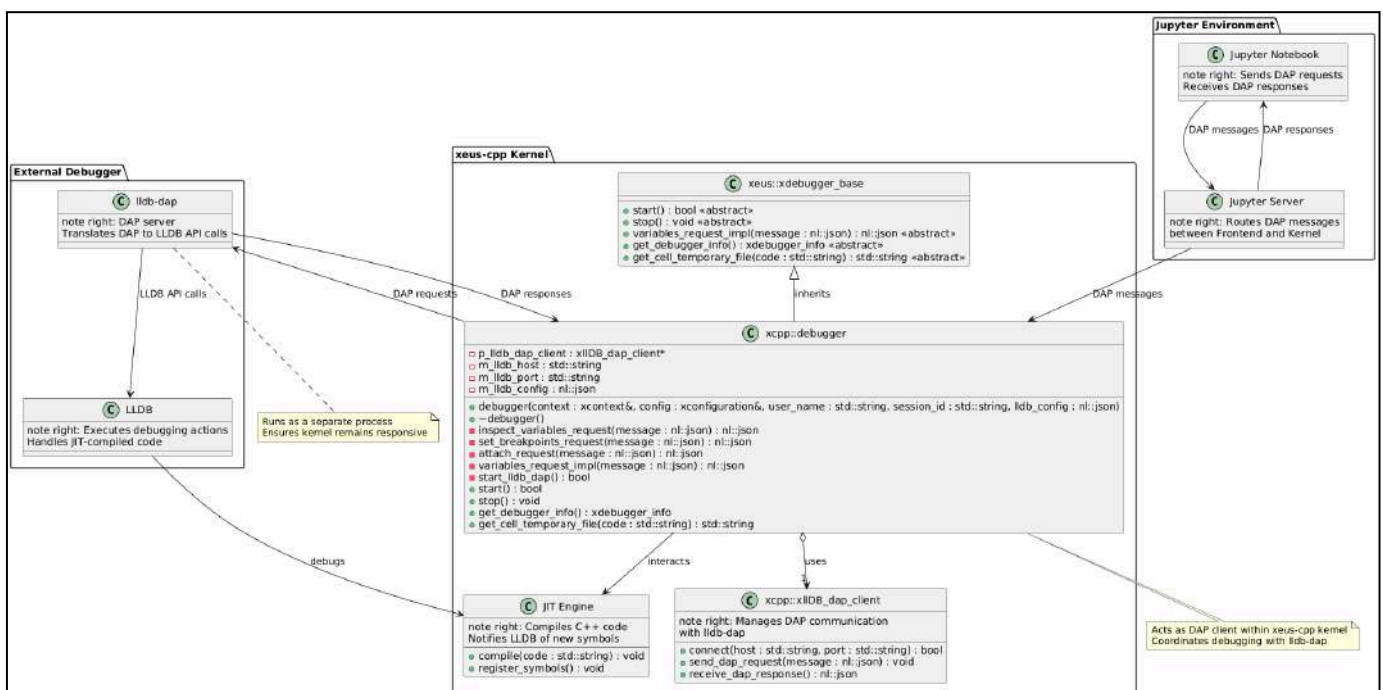 Jupyter Environment
C Jupyter Notebook
note right: Sends DAP requests
Receives DAP responses
DAP messages
DAP responses
C Jupyter Server
note right: Routes DAP messages
between Frontend and Kernel
DAP messages
xeus-cpp Kernel
C xeus::xdebugger_base
start() : bool «abstract»
stop() : void «abstract»
variables_request_impl(message : nl::json) : nl::json «abstract»
get_debugger_info() : xdebugger_info «abstract»
get_cell_temporary_file(code : std::string) : std::string «abstract»
inherits
External Debugger
C lldb-dap
note right: DAP server
Translates DAP to LLDB API calls
LLDB API calls
DAP requests
DAP responses
C LLDB
note right: Executes debugging actions
Handles JIT-compiled code
Runs as a separate process
Ensures kernel remains responsive
debugs
C xcpp::debugger
p_lldb_dap_client : xllDB_dap_client*
m_lldb_host : std::string
m_lldb_port : std::string
m_lldb_config : nl::json
debugger(context : xcontext&, config : xconfiguration&, user_name : std::string, session_id : std::string, lldb_config : nl::json)
~debugger()
inspect_variables_request(message : nl::json) : nl::json
set_breakpoints_request(message : nl::json) : nl::json
attach_request(message : nl::json) : nl::json
variables_request_impl(message : nl::json) : nl::json
start_lldb_dap() : bool
start() : bool
stop() : void
get_debugger_info() : xdebugger_info
get_cell_temporary_file(code : std::string) : std::string
interacts
uses
1
C JIT Engine
note right: Compiles C++ code
Notifies LLDB of new symbols
compile(code : std::string) : void
register_symbols() : void
C xcpp::xllDB_dap_client
note right: Manages DAP communication
with lldb-dap
connect(host : std::string, port : std::string) : bool
send_dap_request(message : nl::json) : void
receive_dap_response() : nl::json
Acts as DAP client within xeus-cpp kernel
Coordinates debugging with lldb-dap